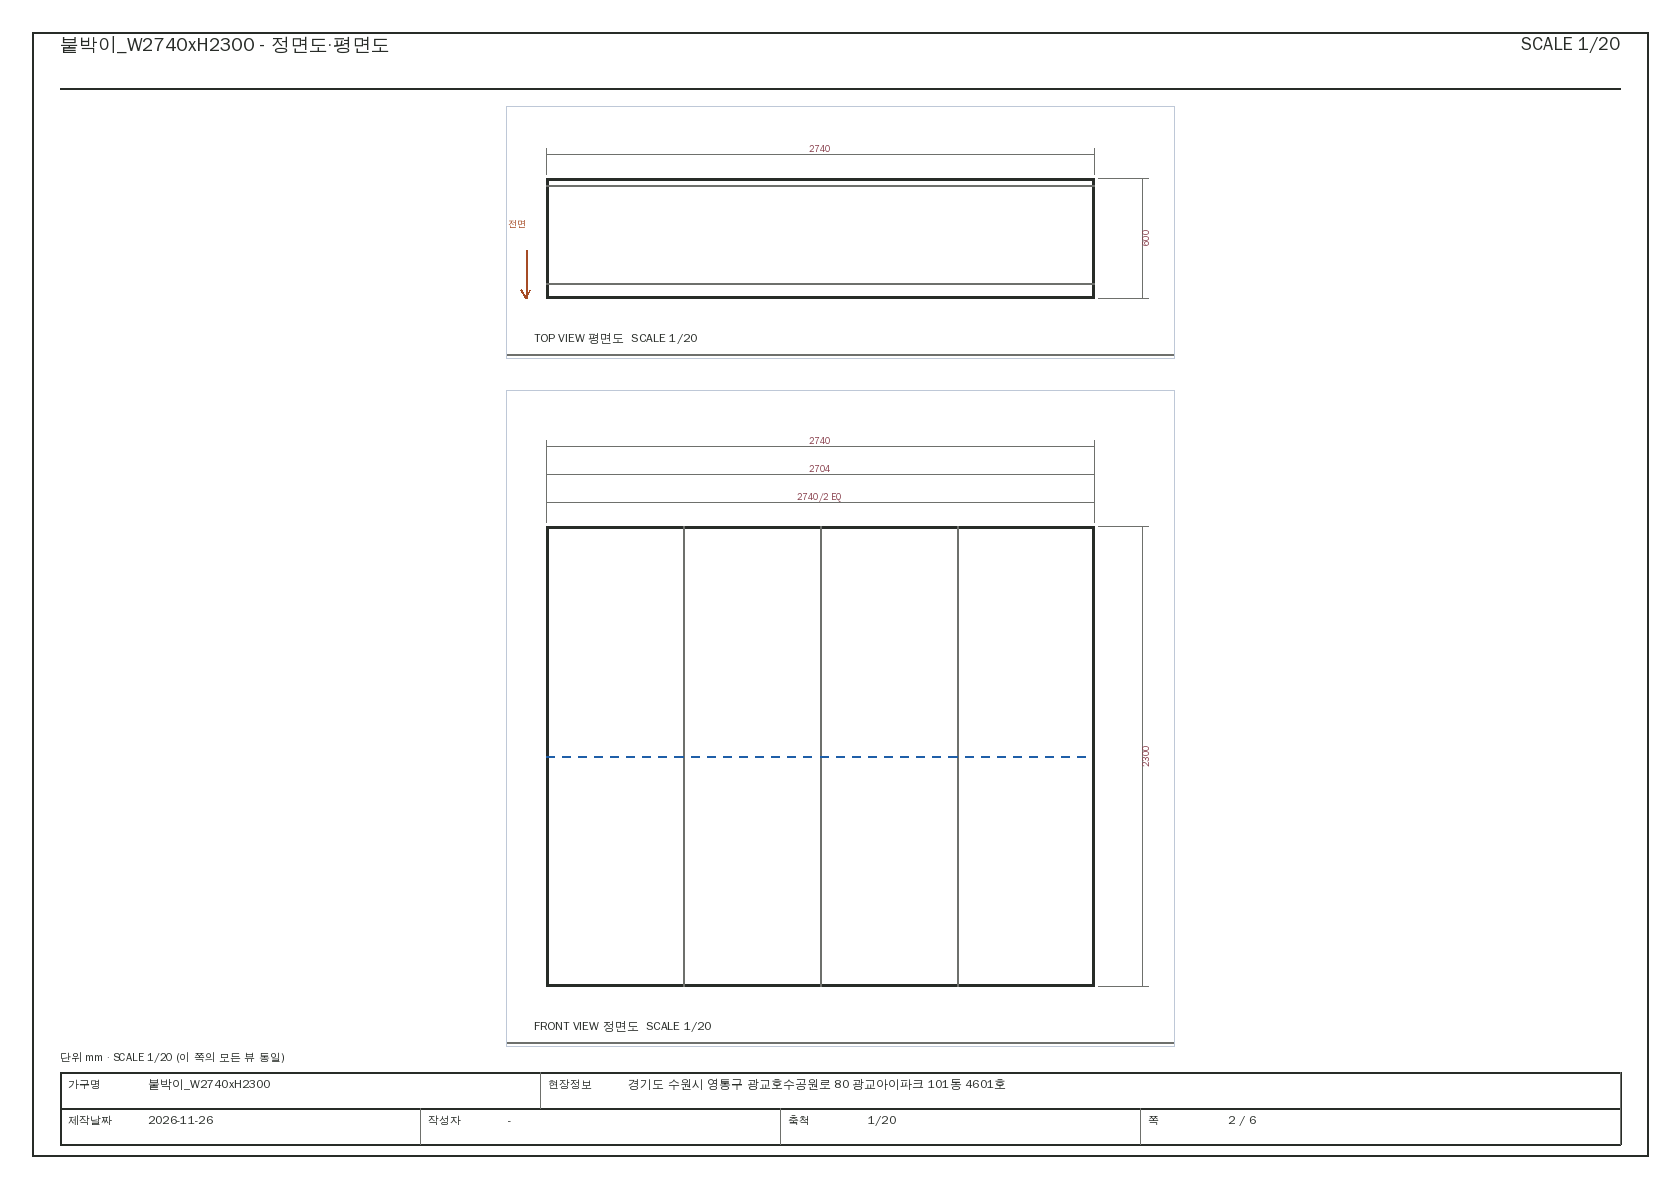 붙박이_W2740xH2300 - 정면도·평면도
SCALE 1/20
2740
전면
600
TOP VIEW 평면도 SCALE 1/20
2740
2704
2740/2 EQ
2300
FRONT VIEW 정면도 SCALE 1/20
단위 mm · SCALE 1/20 (이 쪽의 모든 뷰 동일)
가구명 붙박이_W2740xH2300 현장정보 경기도 수원시 영통구 광교호수공원로 80 광교아이파크 101동 4601호
제작날짜 2026-11-26 작성자 - 축척 1/20 쪽 2 / 6